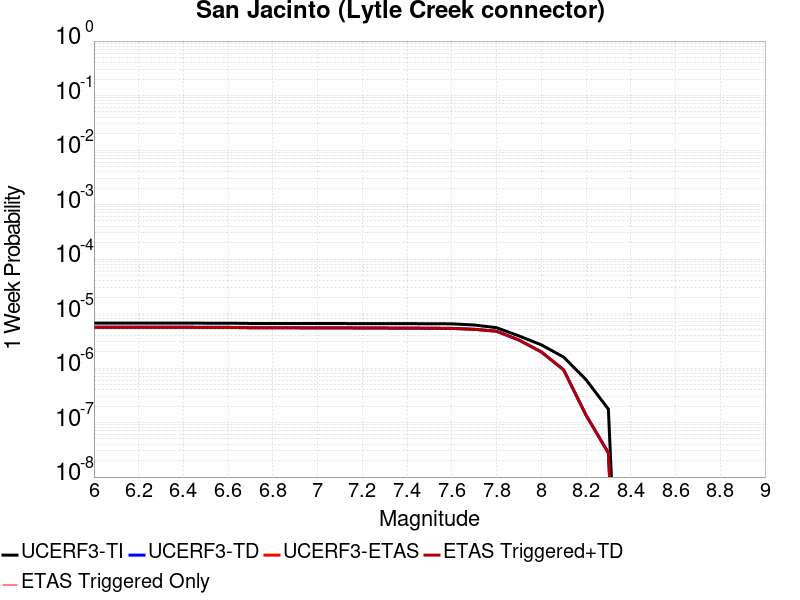 San Jacinto (Lytle Creek connector)
10^0
10^-1
10^-2
10^-3
10^-4
10^-5
10^-6
10^-7
10^-8
1 Week Probability
6 6.2 6.4 6.6 6.8 7 7.2 7.4 7.6 7.8 8 8.2 8.4 8.6 8.8 9
Magnitude
UCERF3-TI UCERF3-TD UCERF3-ETAS ETAS Triggered+TD
ETAS Triggered Only